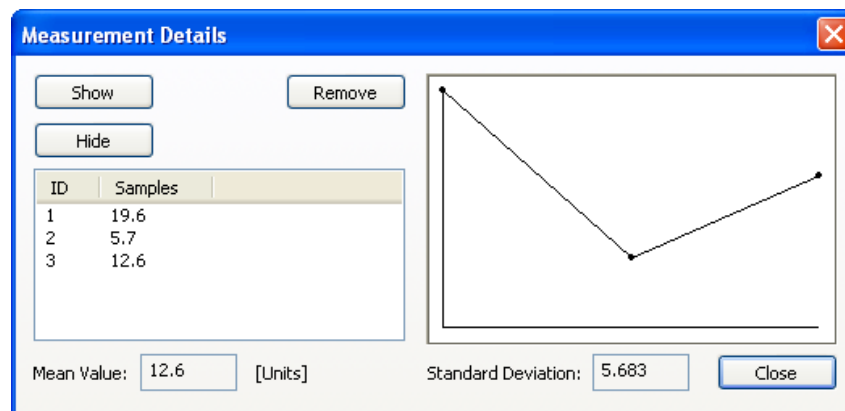 Measurement Details
Show
Remove
Hide
ID Samples
1 19.6
2 5.7
3 12.6
Mean Value: 12.6 [Units]
Standard Deviation: 5.683
Close